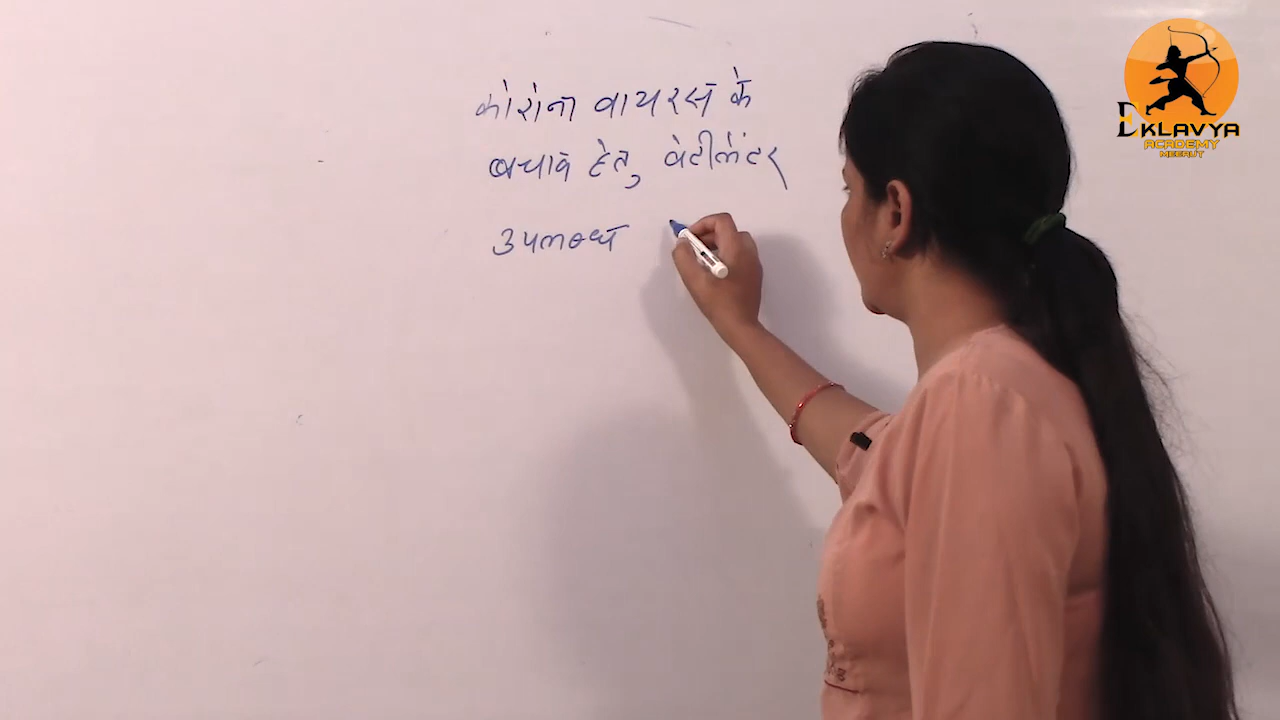 कोरोना वायरस के
बचाव हेतु वेंटीलेंटर
उपलब्ध
EKLAVYA
ACADEMY
MEERUT